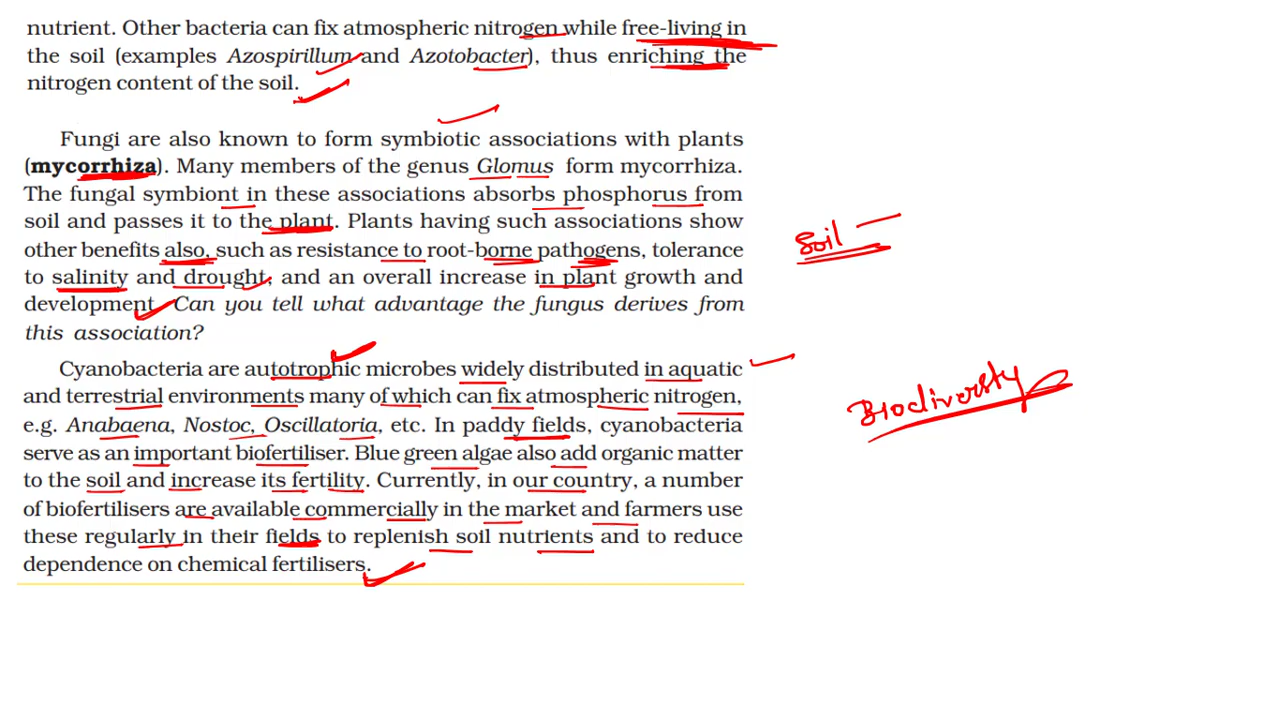 nutrient. Other bacteria can fix atmospheric nitrogen while free-living in
the soil (examples Azospirillum and Azotobacter), thus enriching the
nitrogen content of the soil.
Fungi are also known to form symbiotic associations with plants
(mycorrhiza). Many members of the genus Glomus form mycorrhiza.
The fungal symbiont in these associations absorbs phosphorus from
soil and passes it to the plant. Plants having such associations show
other benefits also, such as resistance to root-borne pathogens, tolerance
to salinity and drought, and an overall increase in plant growth and
development. Can you tell what advantage the fungus derives from
this association?
Cyanobacteria are autotrophic microbes widely distributed in aquatic
and terrestrial environments many of which can fix atmospheric nitrogen,
e.g. Anabaena, Nostoc, Oscillatoria, etc. In paddy fields, cyanobacteria
serve as an important biofertiliser. Blue green algae also add organic matter
to the soil and increase its fertility. Currently, in our country, a number
of biofertilisers are available commercially in the market and farmers use
these regularly in their fields to replenish soil nutrients and to reduce
dependence on chemical fertilisers.
Soil
Biodiversty